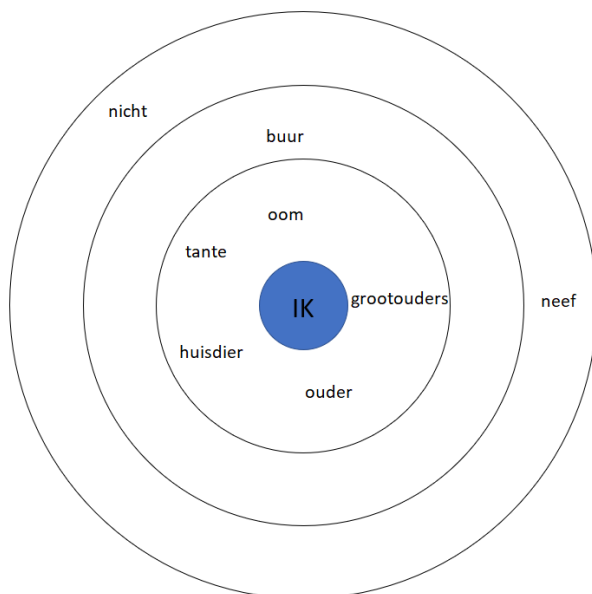 nicht
buur
oom
tante
IK
grootouders
neef
huisdier
ouder